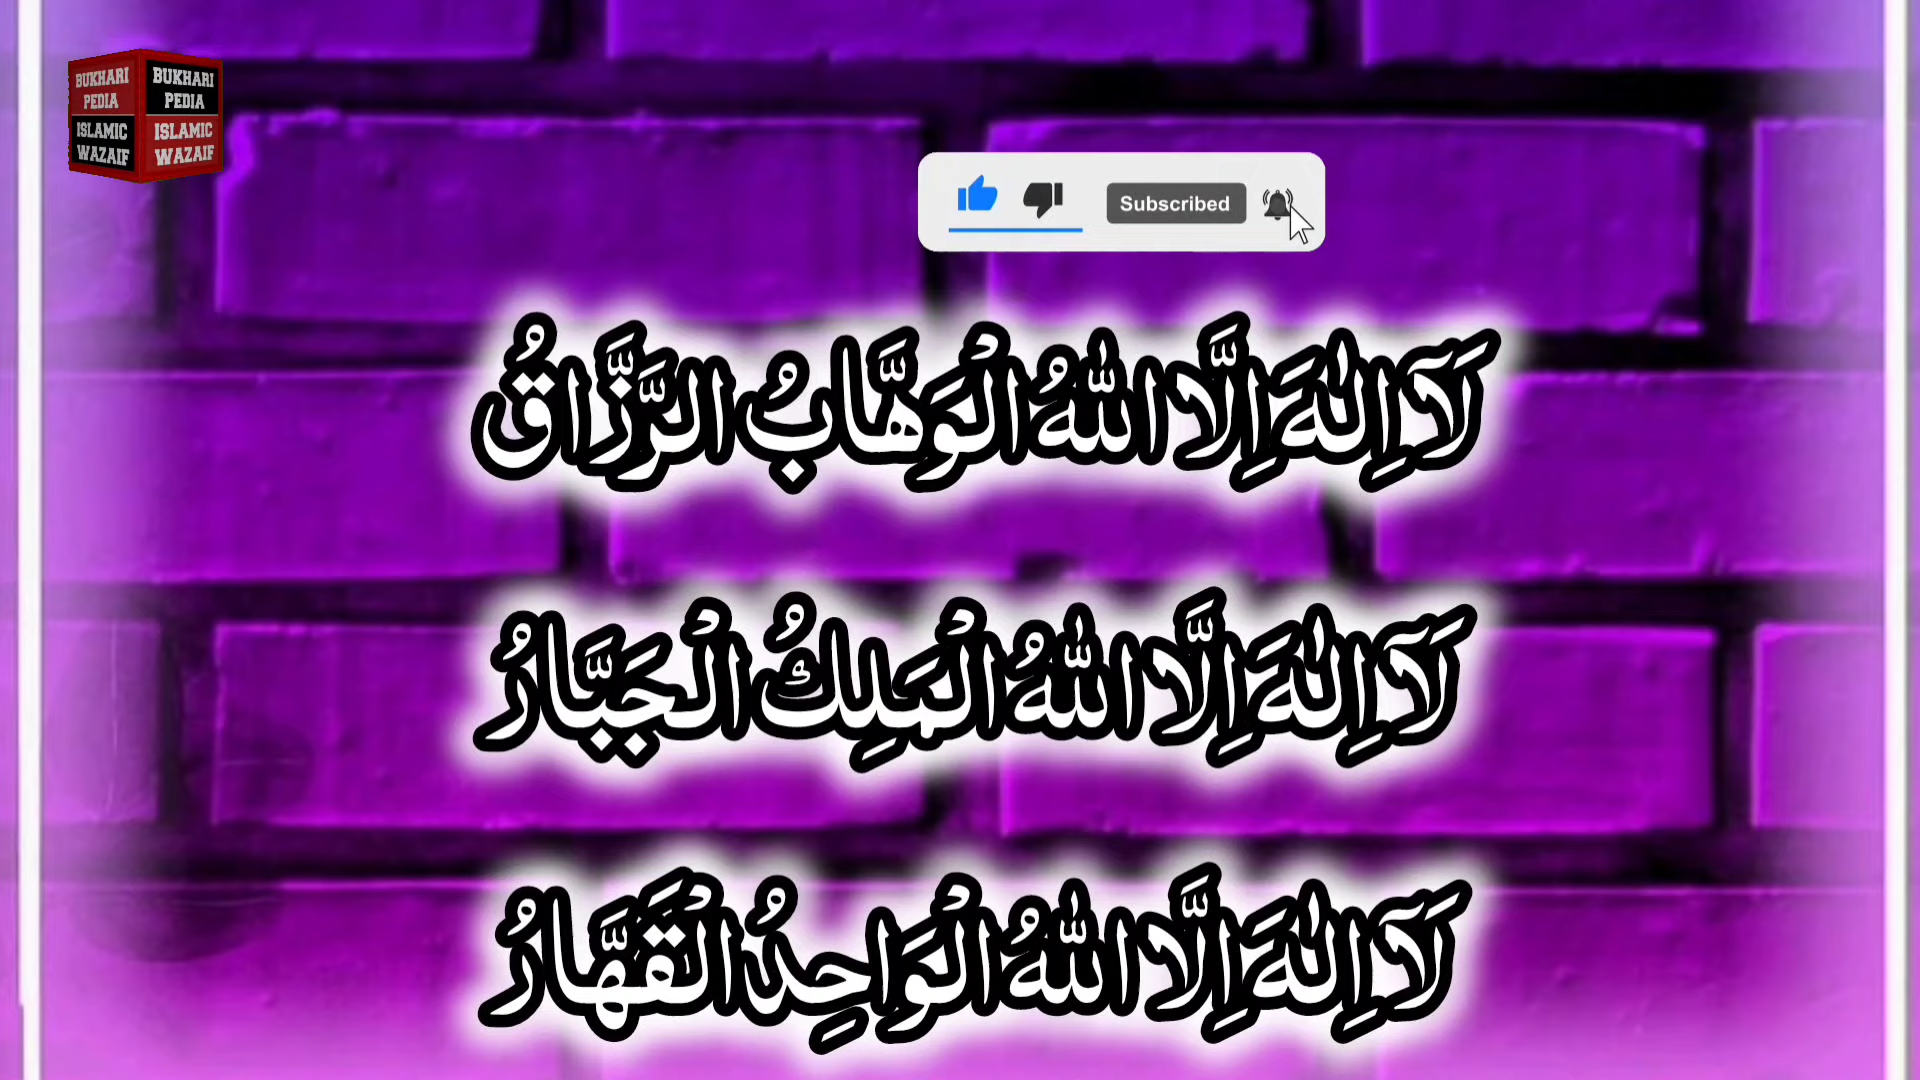 BUKHARI PEDIA
ISLAMIC WAZAIF
BUKHARI PEDIA
ISLAMIC WAZAIF
Subscribed
لَآ اِلٰهَ اِلَّا اللّٰهُ الْوَهَّابُ الرَّزَّاقُ
لَآ اِلٰهَ اِلَّا اللّٰهُ الْمَلِكُ الْجَبَّارُ
لَآ اِلٰهَ اِلَّا اللّٰهُ الْوَاحِدُ الْقَهَّارُ